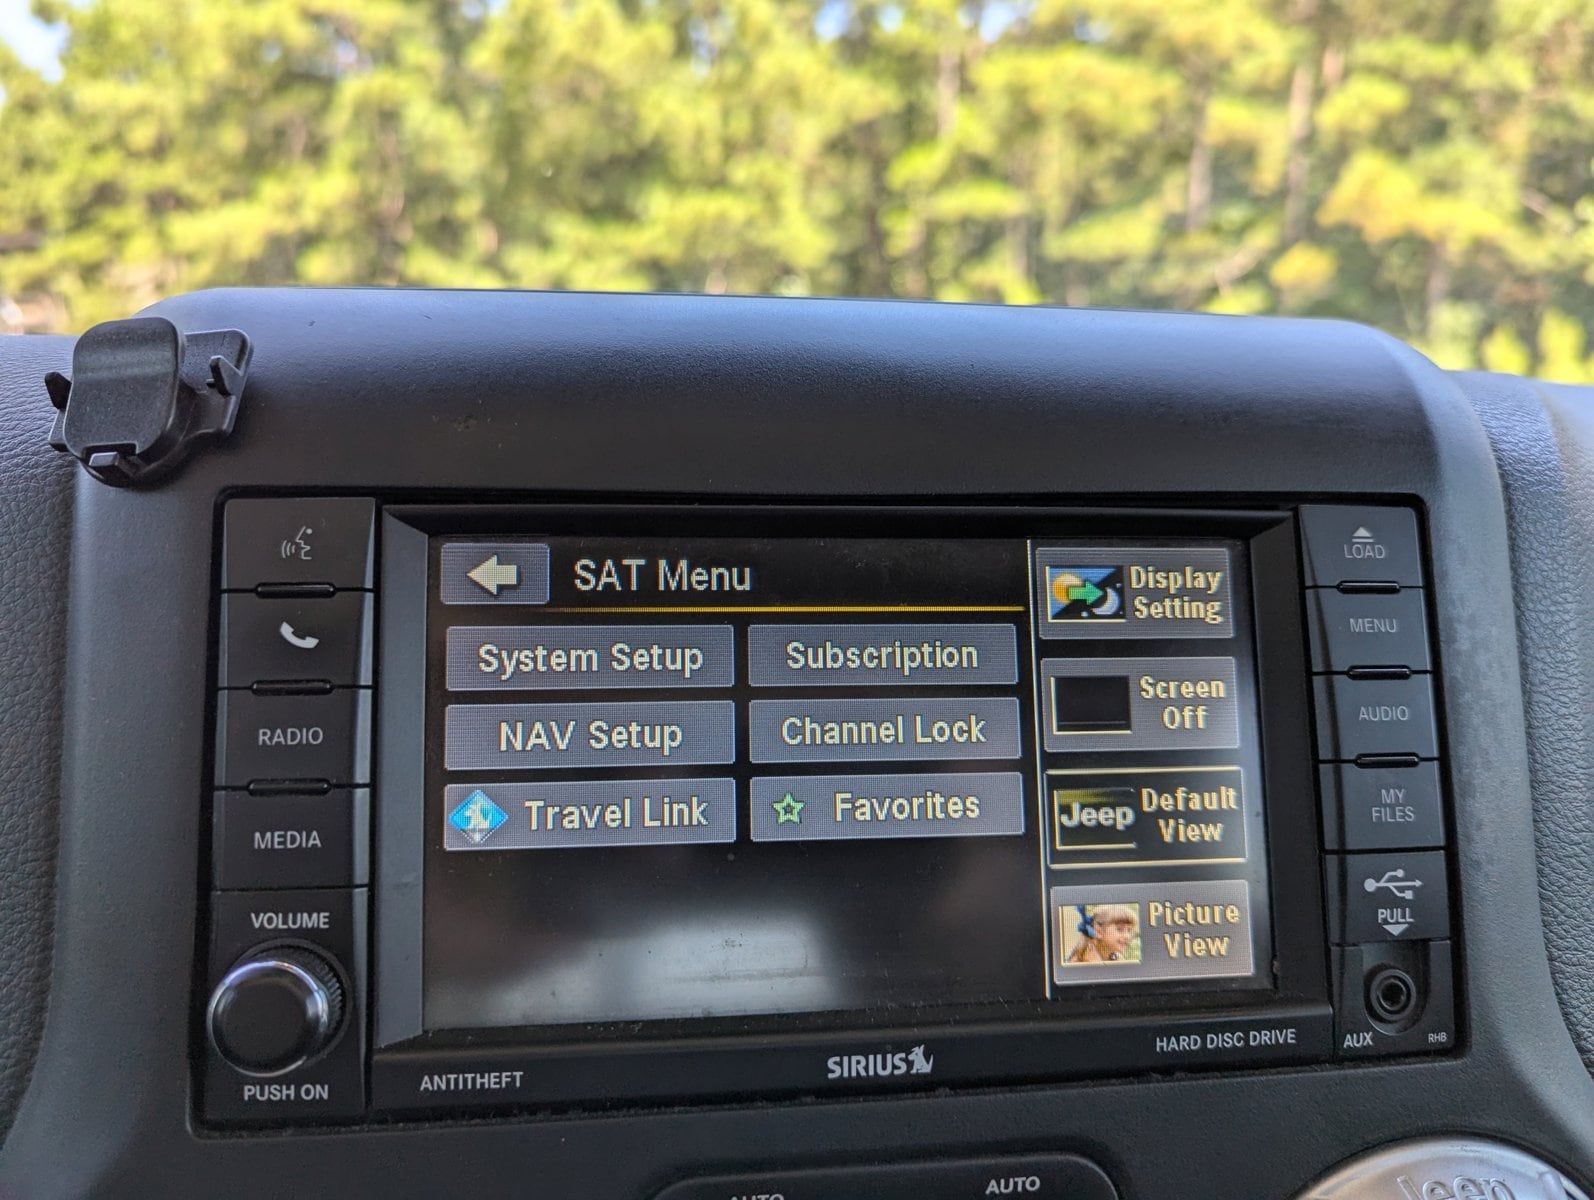 SAT Menu
System Setup
Subscription
NAV Setup
Channel Lock
Travel Link
Favorites
Display
Setting
Screen
Off
Jeep
Default
View
Picture
View
RADIO
MEDIA
VOLUME
PUSH ON
LOAD
MENU
AUDIO
MY
FILES
PULL
AUX
RHB
ANTITHEFT
SIRIUS
HARD DISC DRIVE
AUTO
AUTO
Jeep